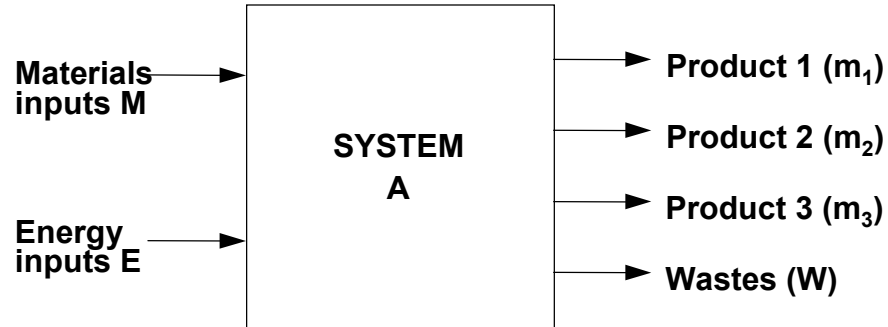 Materials
inputs M
Energy
inputs E
SYSTEM
A
Product 1 (m₁)
Product 2 (m₂)
Product 3 (m₃)
Wastes (W)